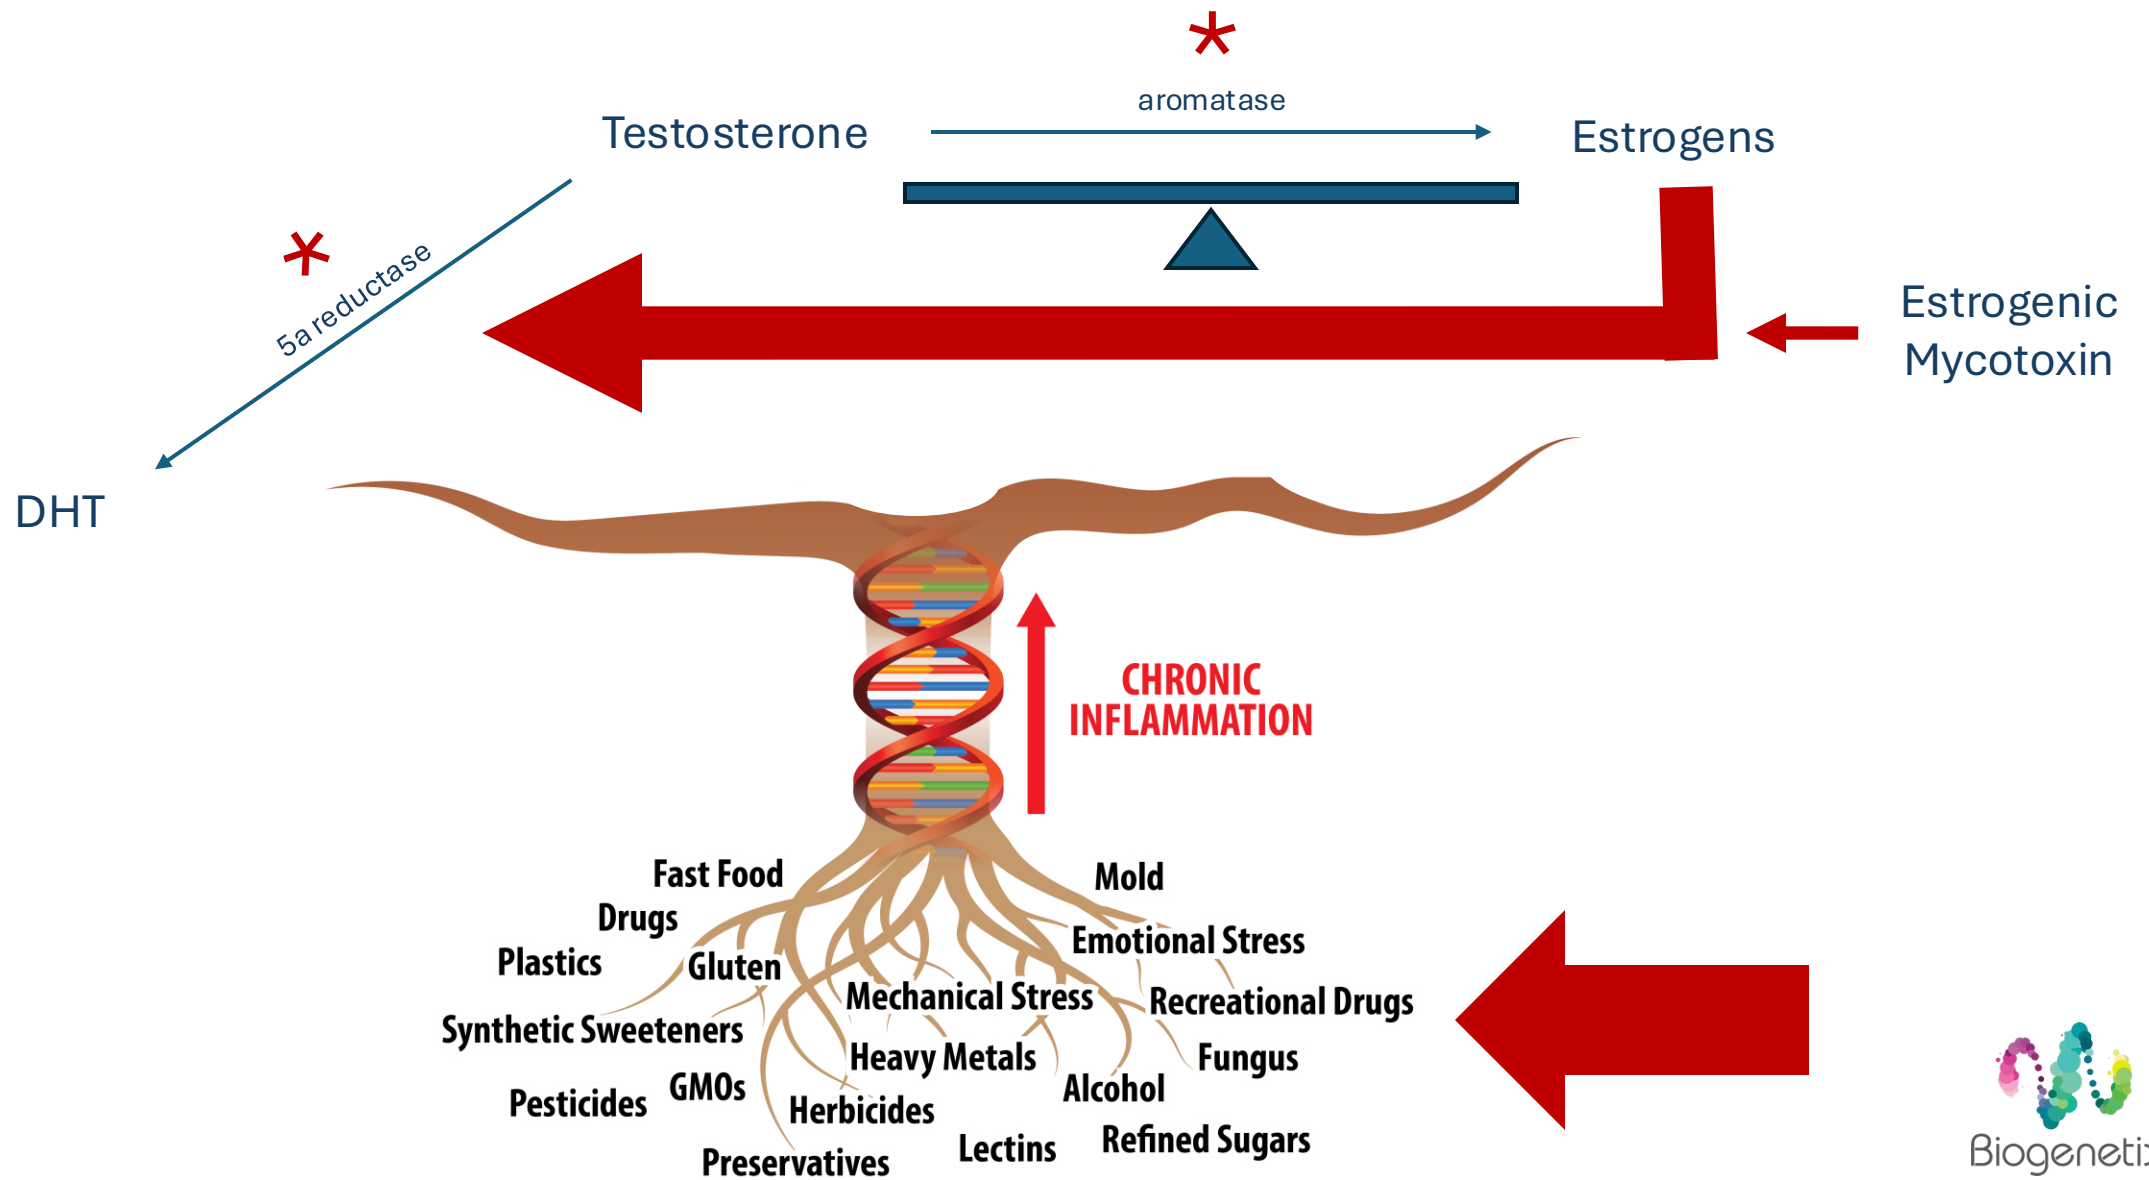 *
aromatase
Testosterone
Estrogens
*
5a reductase
Estrogenic
Mycotoxin
DHT
CHRONIC
INFLAMMATION
Fast Food
Mold
Drugs
Emotional Stress
Plastics
Gluten
Mechanical Stress
Recreational Drugs
Synthetic Sweeteners
Heavy Metals
Fungus
GMOs
Alcohol
Pesticides
Herbicides
Refined Sugars
Lectins
Preservatives